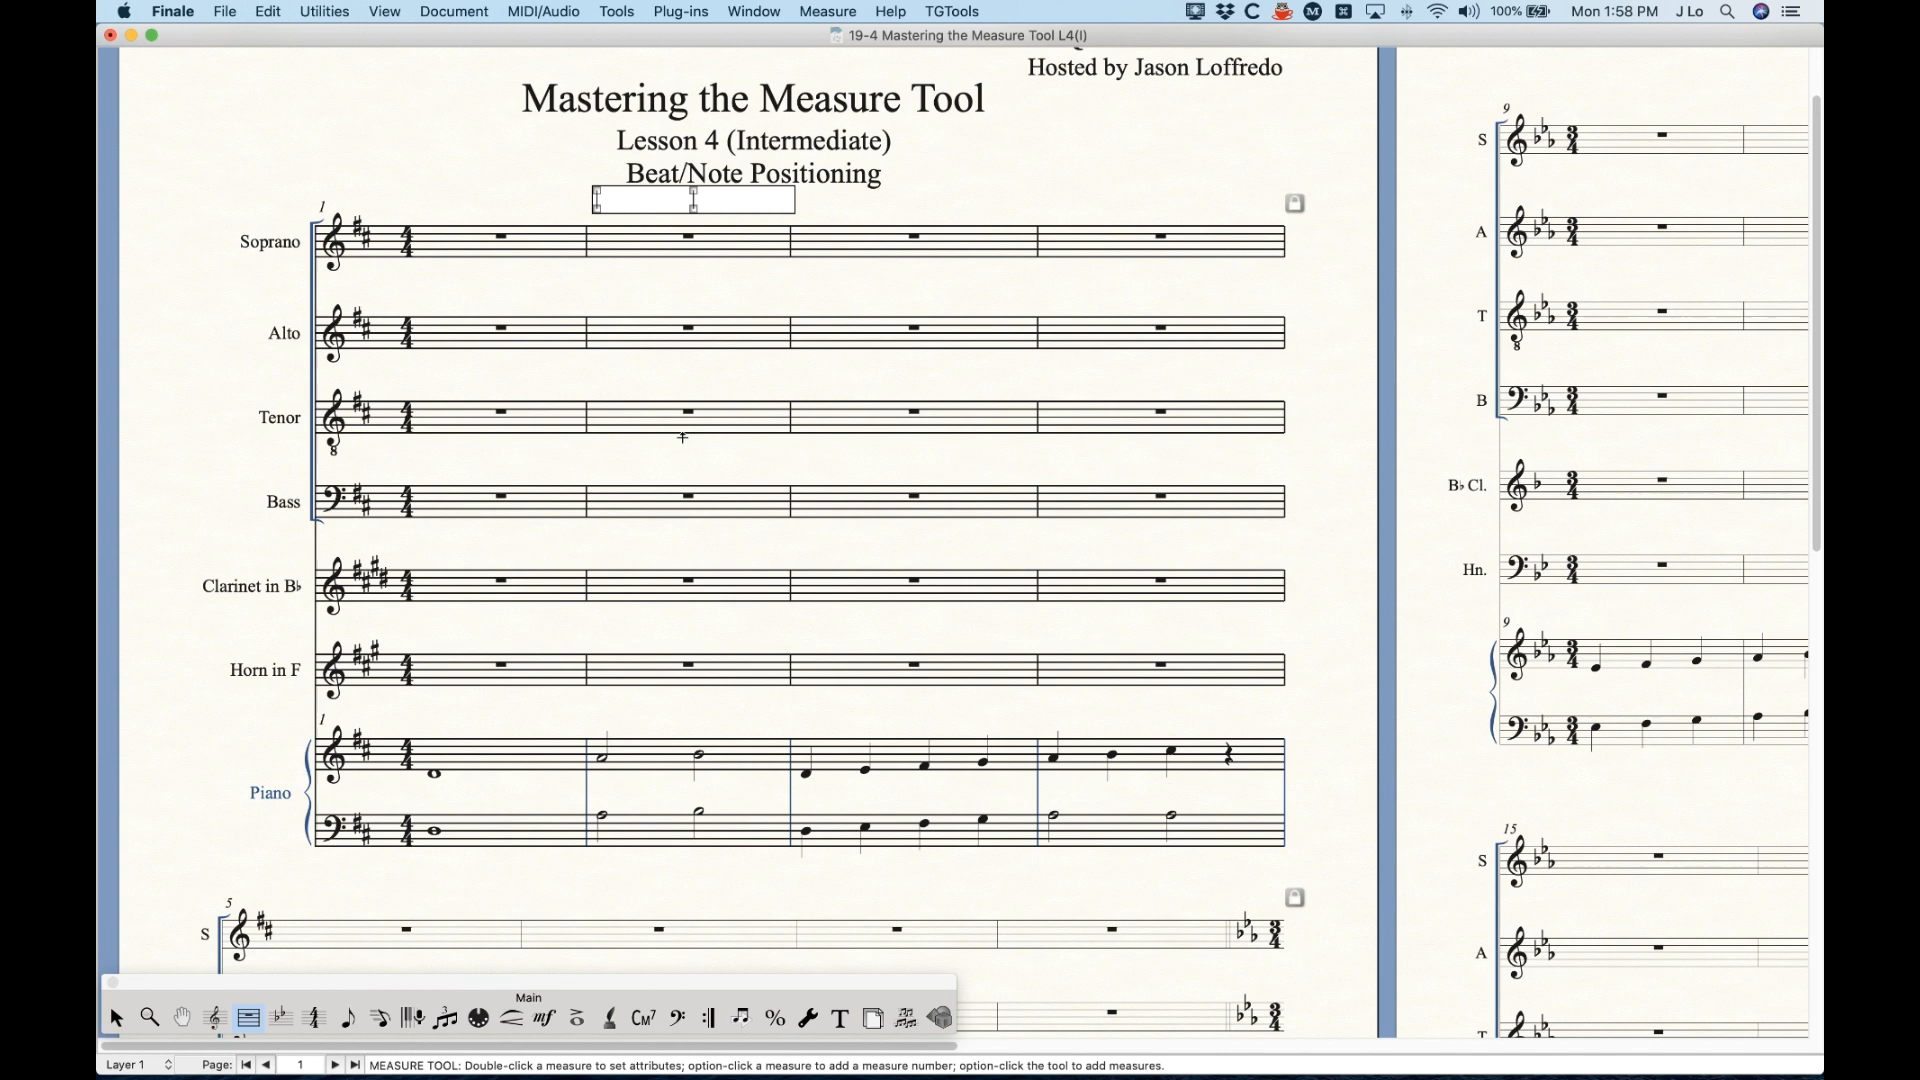 Finale File Edit Utilities View Document MIDI/Audio Tools Plug-ins Window Measure Help TGTools 100% Mon 1:58 PM J Lo
19-4 Mastering the Measure Tool L4(I)
Hosted by Jason Loffredo
Mastering the Measure Tool
Lesson 4 (Intermediate)
Beat/Note Positioning
1
Soprano
Alto
Tenor
8
Bass
Clarinet in B♭
Horn in F
1
Piano
5
S
9
S
A
T
8
B
B♭ Cl.
Hn.
9
15
S
A
T
Main
mf CM7 % T
Layer 1 Page: 1 MEASURE TOOL: Double-click a measure to set attributes; option-click a measure to add a measure number; option-click the tool to add measures.